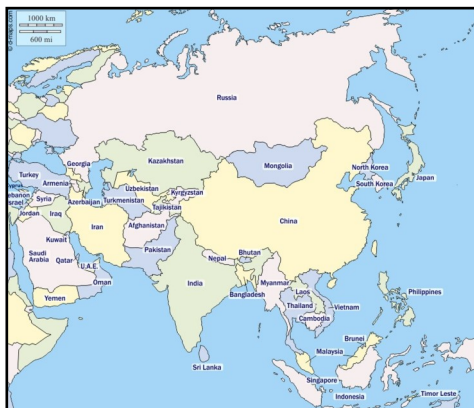 1000 km
600 mi
© d-maps.com
Russia
Kazakhstan
Mongolia
Georgia
Turkey
Armenia
Uzbekistan
Kyrgyzstan
North Korea
South Korea
Japan
Lebanon
Syria
Azerbaijan
Turkmenistan
Tajikistan
Israel
Jordan
Iraq
Iran
Afghanistan
China
Kuwait
Pakistan
Nepal
Bhutan
Saudi
Arabia
Qatar
U.A.E.
Oman
India
Myanmar
Laos
Bangladesh
Thailand
Vietnam
Philippines
Yemen
Cambodia
Sri Lanka
Brunei
Malaysia
Singapore
Indonesia
Timor Leste